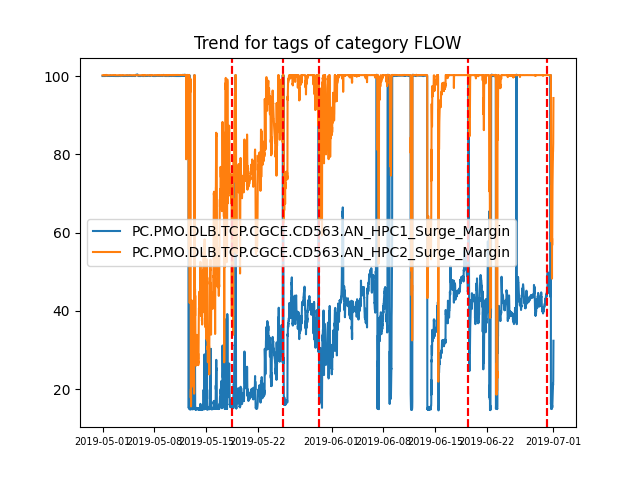 Trend for tags of category FLOW
100
80
60
40
20
PC.PMO.DLB.TCP.CGCE.CD563.AN_HPC1_Surge_Margin
PC.PMO.DLB.TCP.CGCE.CD563.AN_HPC2_Surge_Margin
2019-05-01 2019-05-08 2019-05-15 2019-05-22 2019-06-01 2019-06-08 2019-06-15 2019-06-22 2019-07-01